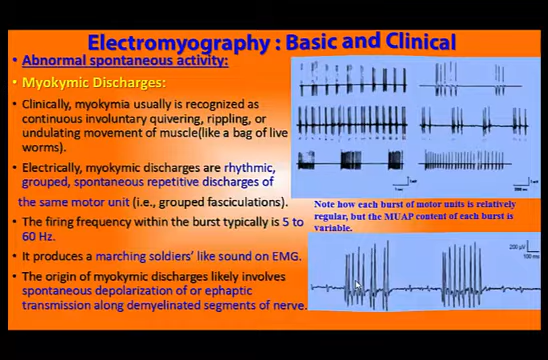 Electromyography : Basic and Clinical
• Abnormal spontaneous activity:
• Myokymic Discharges:
• Clinically, myokymia usually is recognized as
continuous involuntary quivering, rippling, or
undulating movement of muscle(like a bag of live
worms).
• Electrically, myokymic discharges are rhythmic,
grouped, spontaneous repetitive discharges of
the same motor unit (i.e., grouped fasciculations).
• The firing frequency within the burst typically is 5 to
60 Hz.
• It produces a marching soldiers' like sound on EMG.
• The origin of myokymic discharges likely involves
spontaneous depolarization of or ephaptic
transmission along demyelinated segments of nerve.
Note how each burst of motor units is relatively
regular, but the MUAP content of each burst is
variable.
200 μV
100 ms